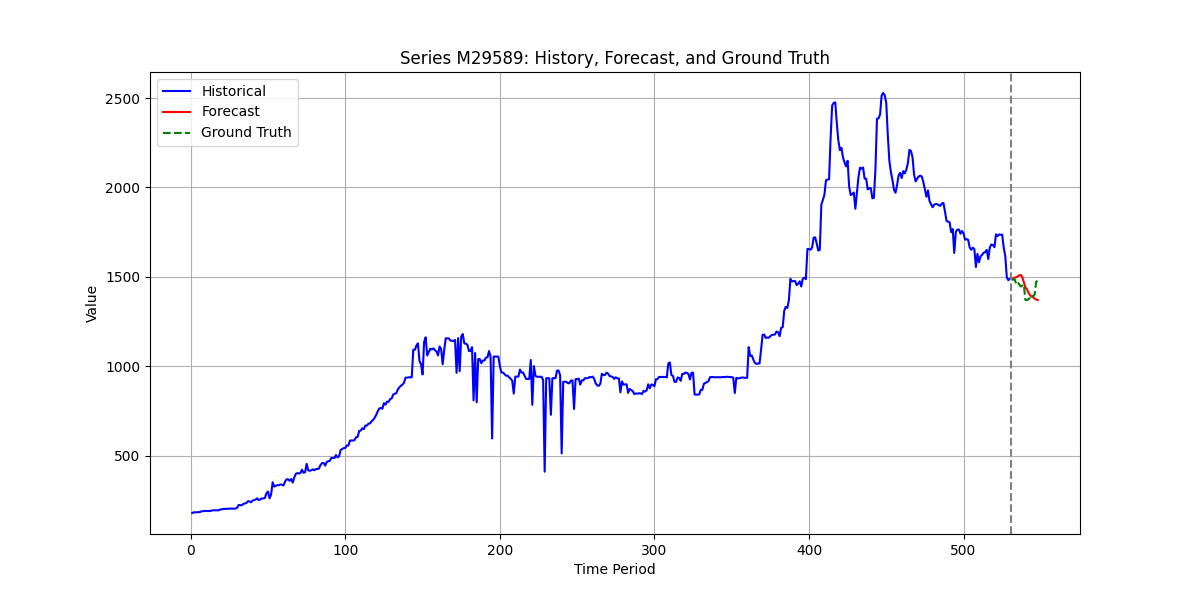 Series M29589: History, Forecast, and Ground Truth
Historical
Forecast
Ground Truth
2500
2000
1500
1000
500
Value
0 100 200 300 400 500
Time Period